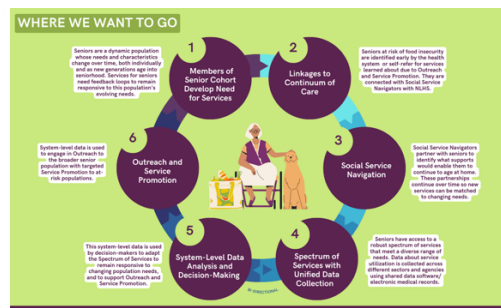 WHERE WE WANT TO GO
1
Members of
Senior Cohort
Develop Need
for Services
Seniors are a dynamic population
whose needs and characteristics
change over time, both individually
and as new generations age into
seniorhood. Services for seniors
need feedback loops to remain
responsive to this population's
evolving needs.
2
Linkages to
Continuum of
Care
Seniors at risk of food insecurity
are identified early by the health
system or self-refer for services
learned about due to Outreach
and Service Promotion. They are
connected with Social Service
Navigators with NLHS.
3
Social Service
Navigation
Social Service Navigators
partner with seniors to
identify what supports
would enable them to
continue to age at home.
These partnerships
continue over time so new
services can be matched
to changing needs.
4
Spectrum of
Services with
Unified Data
Collection
Seniors have access to a
robust spectrum of services
that meet a diverse range of
needs. Data about service
utilization is collected across
different sectors and agencies
using shared data software/
electronic medical records.
BI-DIRECTIONAL
5
System-Level Data
Analysis and
Decision-Making
This system-level data is used
by decision-makers to adapt
the Spectrum of Services to
remain responsive to
changing population needs,
and to support Outreach and
Service Promotion.
6
Outreach and
Service
Promotion
System-level data is used
to engage in Outreach to
the broader senior
population with targeted
Service Promotion to at-
risk populations.